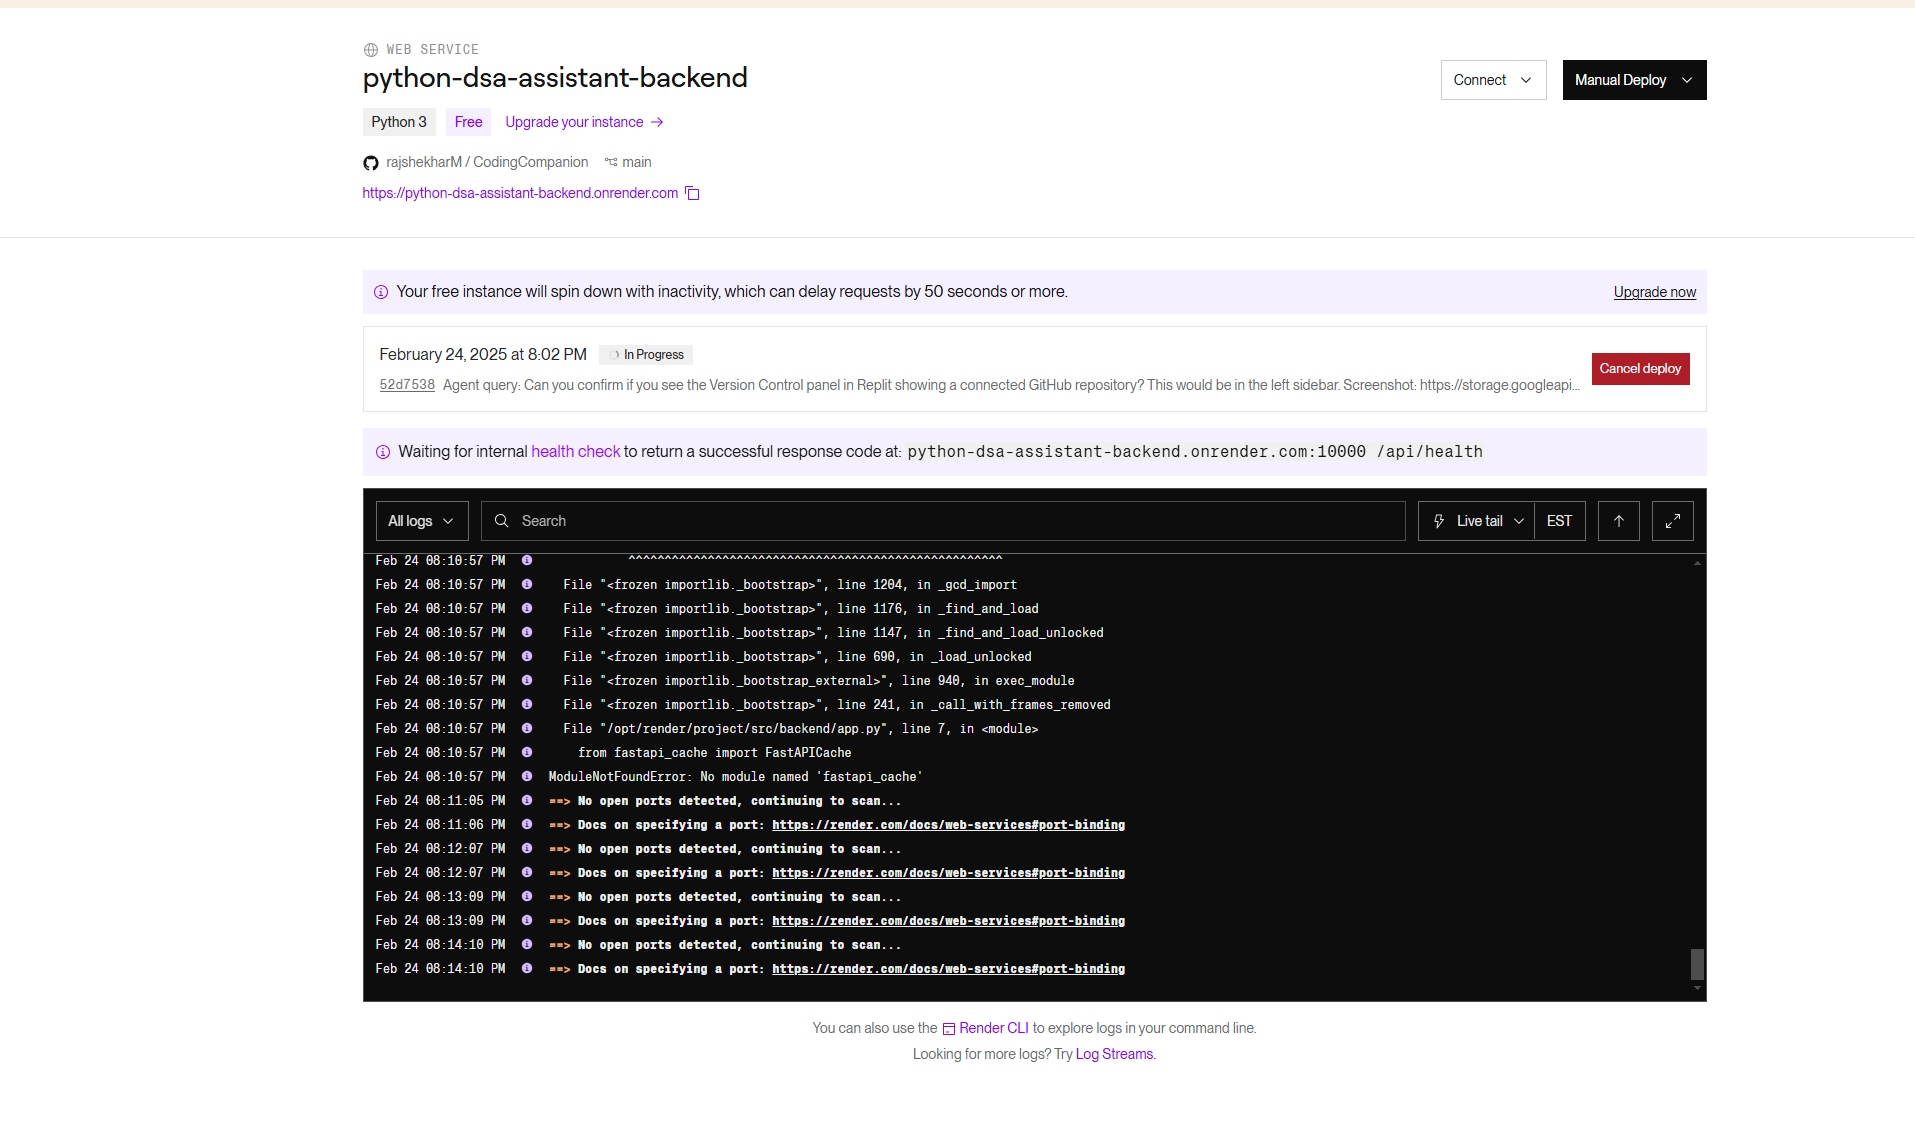 WEB SERVICE
python-dsa-assistant-backend
Connect
Manual Deploy
Python 3
Free
Upgrade your instance →
rajshekharM / CodingCompanion
main
https://python-dsa-assistant-backend.onrender.com
Your free instance will spin down with inactivity, which can delay requests by 50 seconds or more.
Upgrade now
February 24, 2025 at 8:02 PM
In Progress
52d7538 Agent query: Can you confirm if you see the Version Control panel in Replit showing a connected GitHub repository? This would be in the left sidebar. Screenshot: https://storage.googleapi...
Cancel deploy
Waiting for internal health check to return a successful response code at: python-dsa-assistant-backend.onrender.com:10000 /api/health
All logs
Search
Live tail
EST
Feb 24 08:10:57 PM ^^^^^^^^^^^^^^^^^^^^^^^^^^^^^^^^^^^^^^^^^^^^^^^^^^^^
Feb 24 08:10:57 PM File "<frozen importlib._bootstrap>", line 1204, in _gcd_import
Feb 24 08:10:57 PM File "<frozen importlib._bootstrap>", line 1176, in _find_and_load
Feb 24 08:10:57 PM File "<frozen importlib._bootstrap>", line 1147, in _find_and_load_unlocked
Feb 24 08:10:57 PM File "<frozen importlib._bootstrap>", line 690, in _load_unlocked
Feb 24 08:10:57 PM File "<frozen importlib._bootstrap_external>", line 940, in exec_module
Feb 24 08:10:57 PM File "<frozen importlib._bootstrap>", line 241, in _call_with_frames_removed
Feb 24 08:10:57 PM File "/opt/render/project/src/backend/app.py", line 7, in <module>
Feb 24 08:10:57 PM from fastapi_cache import FastAPICache
Feb 24 08:10:57 PM ModuleNotFoundError: No module named 'fastapi_cache'
Feb 24 08:11:05 PM ==> No open ports detected, continuing to scan...
Feb 24 08:11:06 PM ==> Docs on specifying a port: https://render.com/docs/web-services#port-binding
Feb 24 08:12:07 PM ==> No open ports detected, continuing to scan...
Feb 24 08:12:07 PM ==> Docs on specifying a port: https://render.com/docs/web-services#port-binding
Feb 24 08:13:09 PM ==> No open ports detected, continuing to scan...
Feb 24 08:13:09 PM ==> Docs on specifying a port: https://render.com/docs/web-services#port-binding
Feb 24 08:14:10 PM ==> No open ports detected, continuing to scan...
Feb 24 08:14:10 PM ==> Docs on specifying a port: https://render.com/docs/web-services#port-binding
You can also use the Render CLI to explore logs in your command line.
Looking for more logs? Try Log Streams.